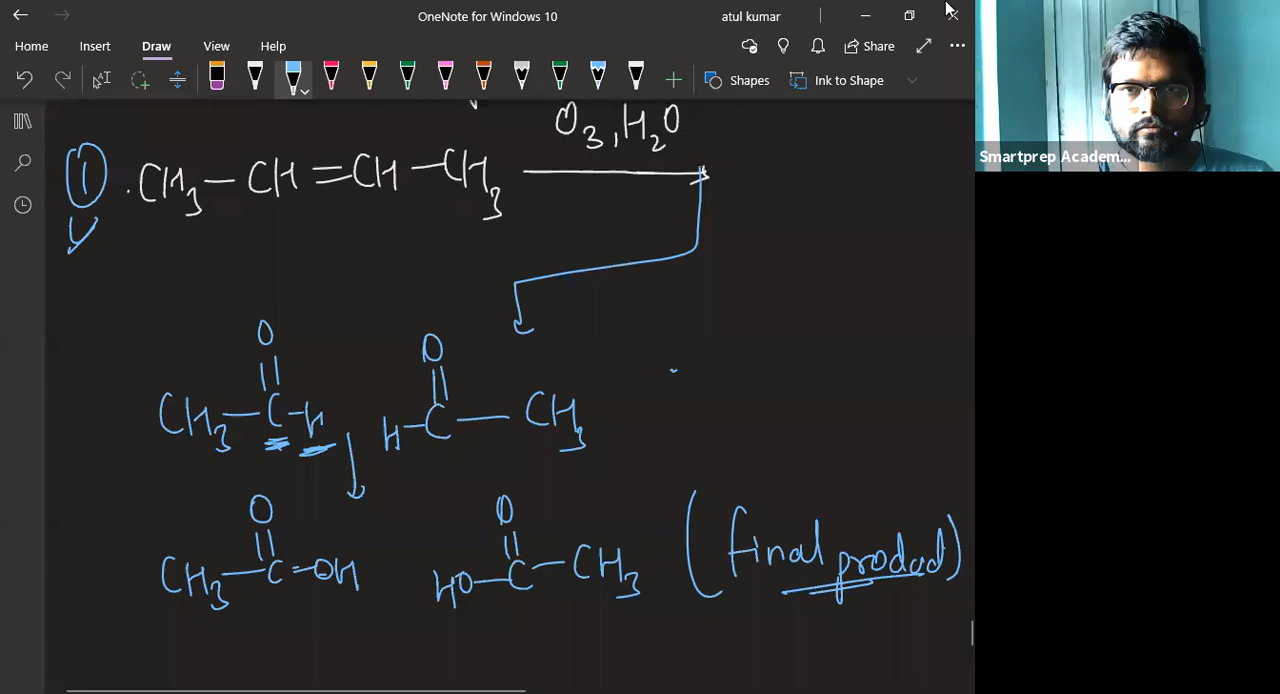 OneNote for Windows 10
atul kumar
Home Insert Draw View Help
Share
Shapes
Ink to Shape
Smartprep Academ...
O3, H2O
① .CH3—CH=CH—CH3
O O
CH3—C—H H—C—CH3
O O
CH3—C=OH HO—C—CH3 (final product)